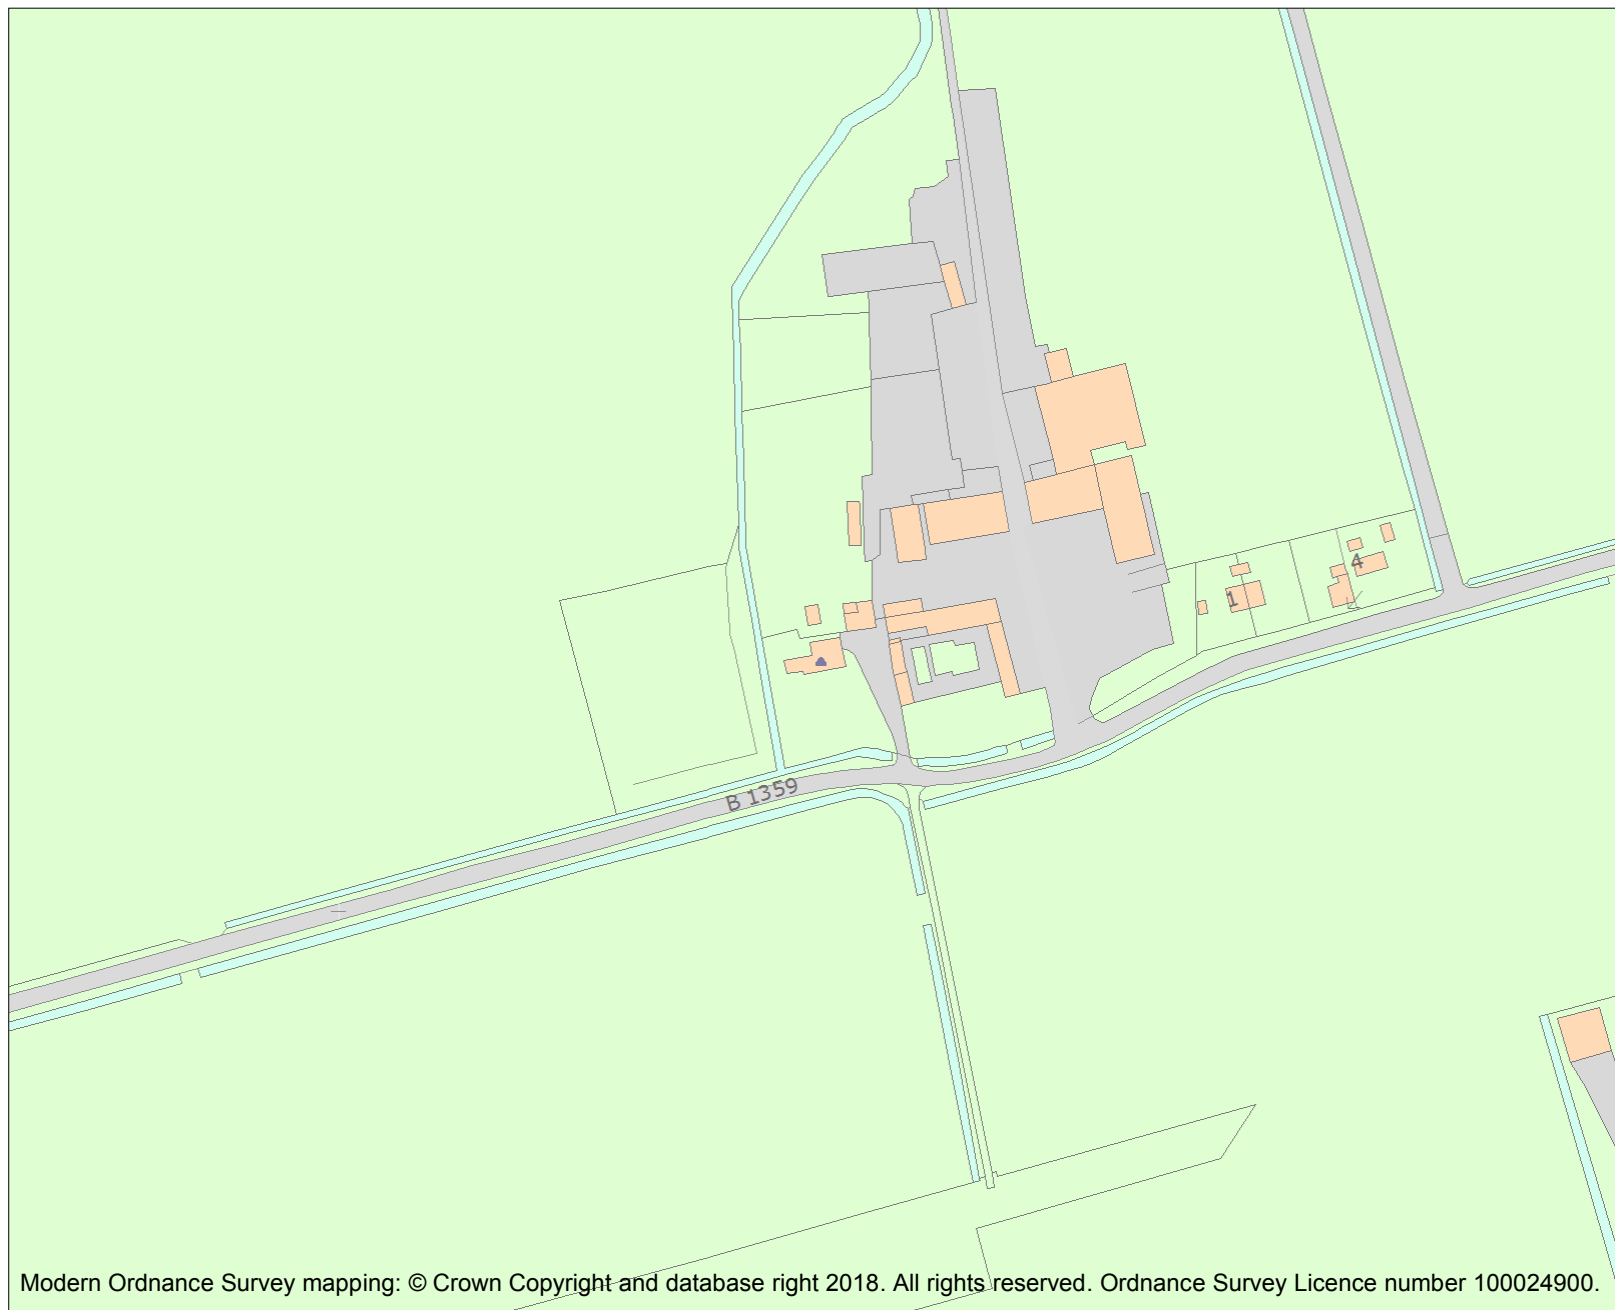 4
1
B 1359
Modern Ordnance Survey mapping: © Crown Copyright and database right 2018. All rights reserved. Ordnance Survey Licence number 100024900.